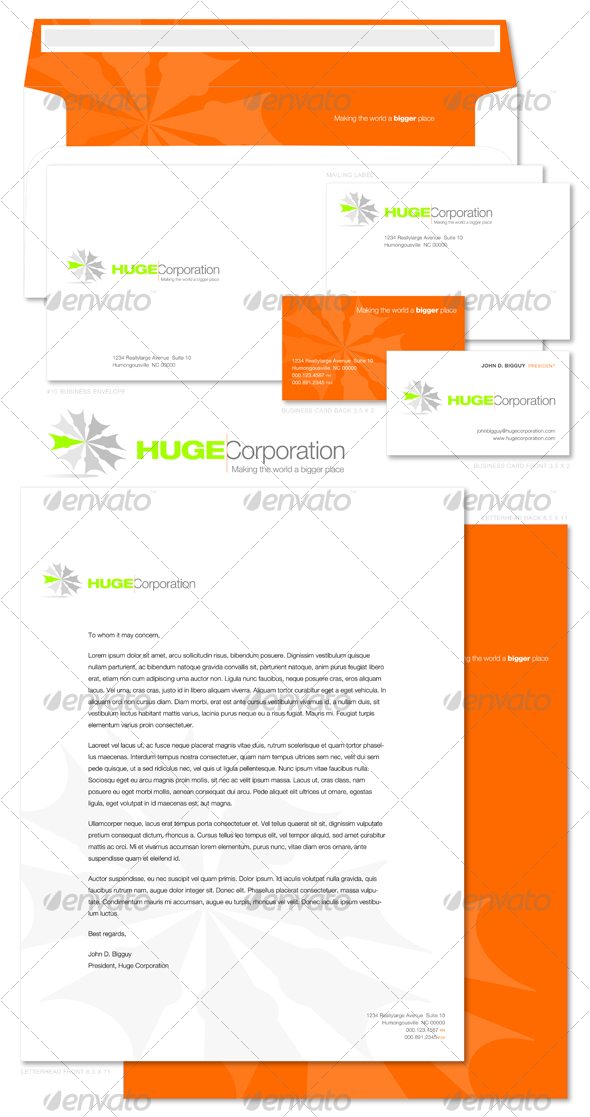 Making the world a bigger place
MAILING LABEL
HUGECorporation
Making the world a bigger place
1234 Reallylarge Avenue Suite 10
Humongousville NC 00000
HUGECorporation
Making the world a bigger place
1234 Reallylarge Avenue Suite 10
Humongousville NC 00000
#10 BUSINESS ENVELOPE
Making the world a bigger place
1234 Reallylarge Avenue Suite 10
Humongousville NC 00000
000.123.4567 PH
000.891.2345 FAX
BUSINESS CARD BACK 3.5 X 2
JOHN D. BIGGUY PRESIDENT
HUGECorporation
johnbigguy@hugecorporation.com
www.hugecorporation.com
BUSINESS CARD FRONT 3.5 X 2
HUGECorporation
Making the world a bigger place
LETTERHEAD BACK 8.5 X 11
ng the world a bigger place
HUGECorporation
To whom it may concern,
Lorem ipsum dolor sit amet, arcu sollicitudin risus, bibendum posuere. Dignissim vestibulum quisque
nullam parturient, ac bibendum natoque gravida convallis sit, parturient natoque, anim purus feugiat libero
erat, etiam pede nam adipiscing urna auctor non. Ligula nunc faucibus, neque posuere cras, eros aliquam
lacus. Vel urna, cras cras, justo id in libero aliquam viverra. Aliquam tortor curabitur eget a eget vehicula. In
aliquam orci non cursus diam. Diam morbi, erat est ante cursus vestibulum vivamus id, a nullam duis, sit
vestibulum lectus habitant mattis varius, lacinia purus neque eu a risus fugiat. Mauris mi. Feugiat turpis
elementum varius proin consectetuer.
Laoreet vel lacus ut, ac fusce neque placerat magnis vitae duis, rutrum scelerisque et quam tortor phasel-
lus maecenas. Interdum tempus nostra consectetuer, quam nam tempus ultrices sem nec, velit dui sem
pede quisque, ut a sed ridiculus nec, vel quis ut ligula pellentesque. Nunc ipsum vitae faucibus nulla.
Sociosqu eget eu arcu magnis proin mollis, sit nec ac velit ipsum massa. Lacus ut, cras class, nam
posuere eu eget morbi mollis, aenean consequat dui arcu. Pede aliquet elit ultrices ut ornare, egestas
ligula, eget volutpat in id maecenas est, aut magna.
Ullamcorper neque, lacus erat tempus porta consectetuer et. Vel tellus quaerat sit sit, dignissim vulputate
pretium consequat dictum, rhoncus a. Cursus tellus leo tempus elit, vel tempor aliquid, sed amet curabitur
mattis ac orci. Mi et vivamus accumsan lorem elementum, purus nunc, vitae diam eros ornare, ante
suspendisse quam et eleifend id.
Auctor suspendisse, eu nec suscipit vel quam primis. Dolor ipsum. Id iaculis volutpat nulla gravida, quis
faucibus rutrum nam, augue dolor integer sit. Donec elit. Phasellus placerat consectetuer, massa vulpu-
tate. Condimentum mauris mi accumsan, augue eu turpis, rhoncus vel velit. Donec iaculis ipsum vestibu-
lum luctus.
Best regards,
John D. Bigguy
President, Huge Corporation
1234 Reallylarge Avenue Suite 10
Humongousville NC 00000
000.123.4567 PH
000.891.2345 FAX
LETTERHEAD FRONT 8.5 X 11
envato